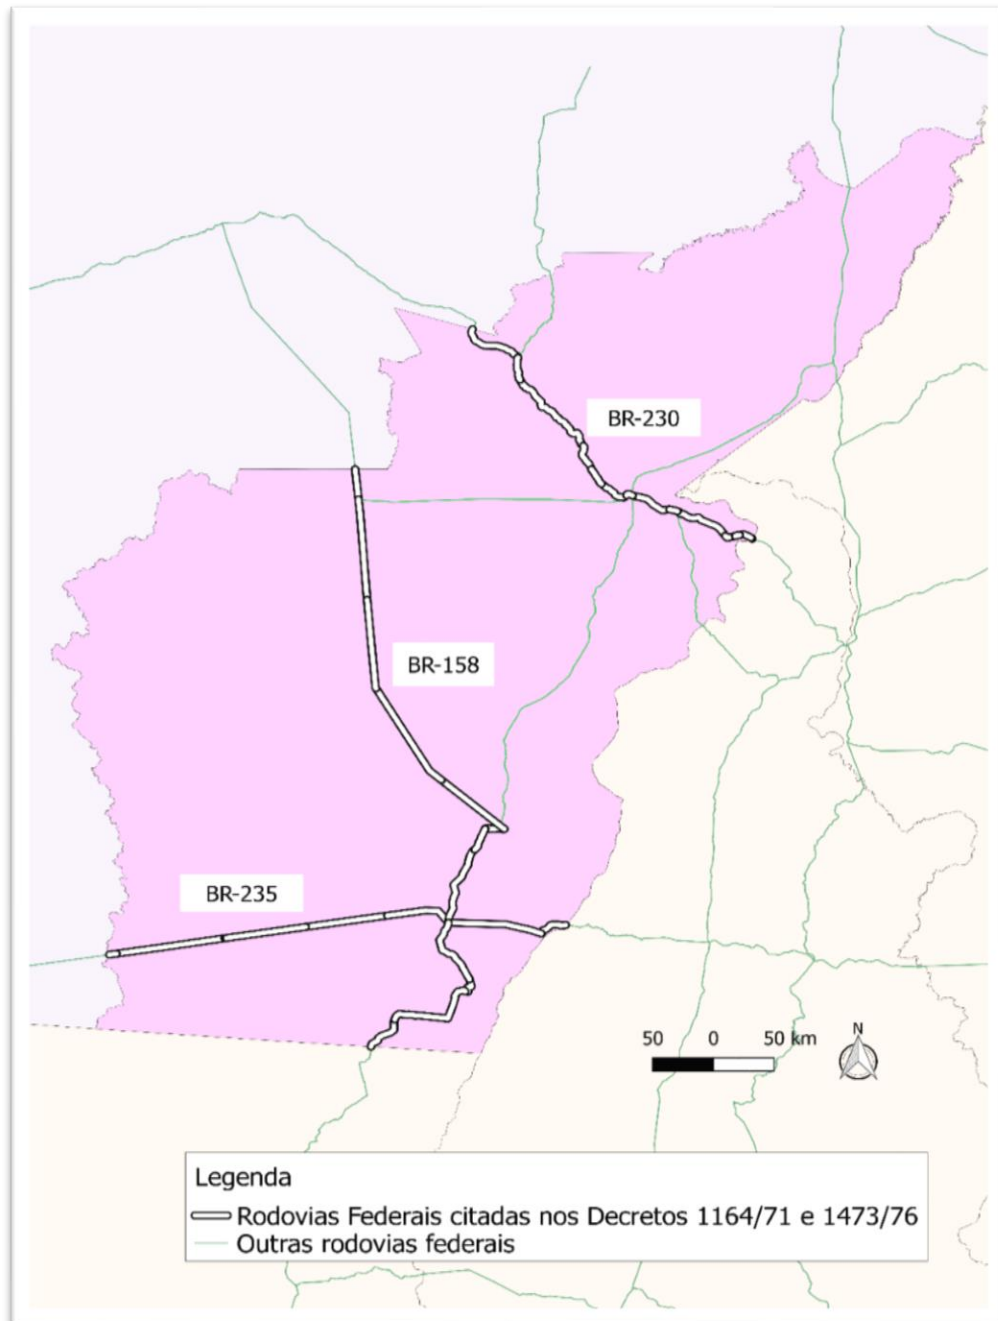 BR-230
BR-158
BR-235
50 0 50 km
N
Legenda
Rodovias Federais citadas nos Decretos 1164/71 e 1473/76
Outras rodovias federais